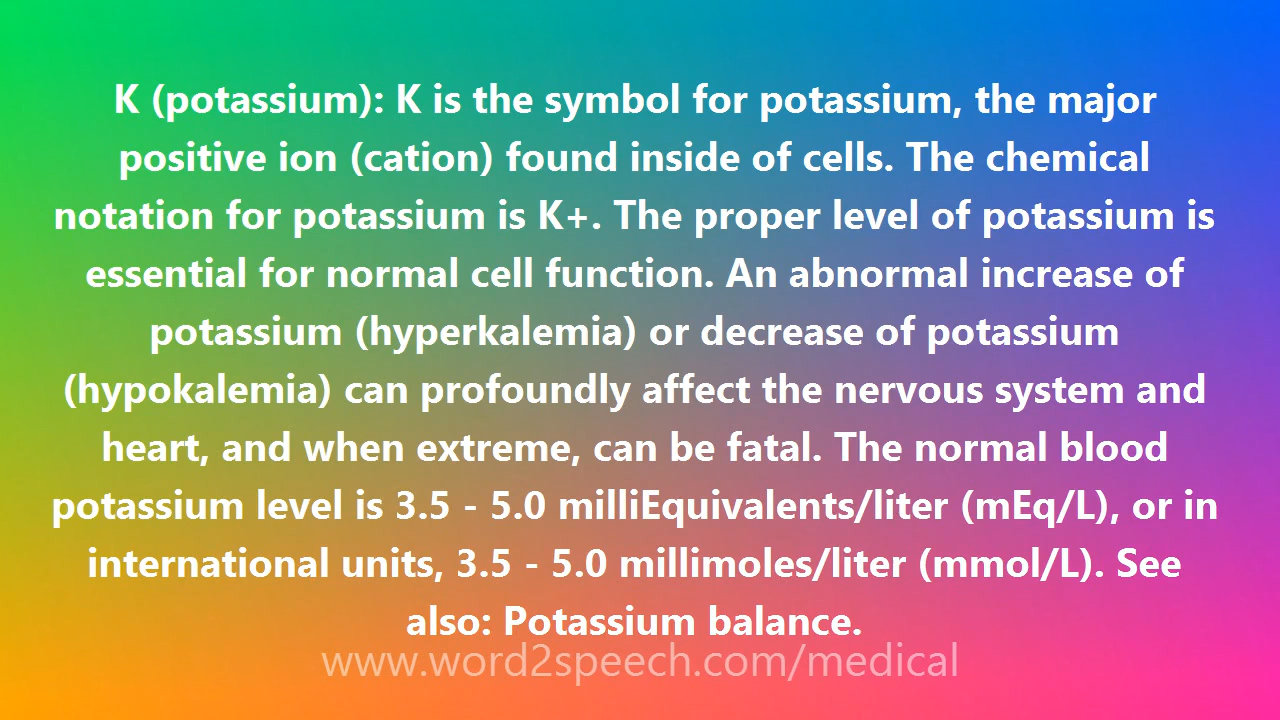 K (potassium): K is the symbol for potassium, the major
positive ion (cation) found inside of cells. The chemical
notation for potassium is K+. The proper level of potassium is
essential for normal cell function. An abnormal increase of
potassium (hyperkalemia) or decrease of potassium
(hypokalemia) can profoundly affect the nervous system and
heart, and when extreme, can be fatal. The normal blood
potassium level is 3.5 - 5.0 milliEquivalents/liter (mEq/L), or in
international units, 3.5 - 5.0 millimoles/liter (mmol/L). See
also: Potassium balance.
www.word2speech.com/medical